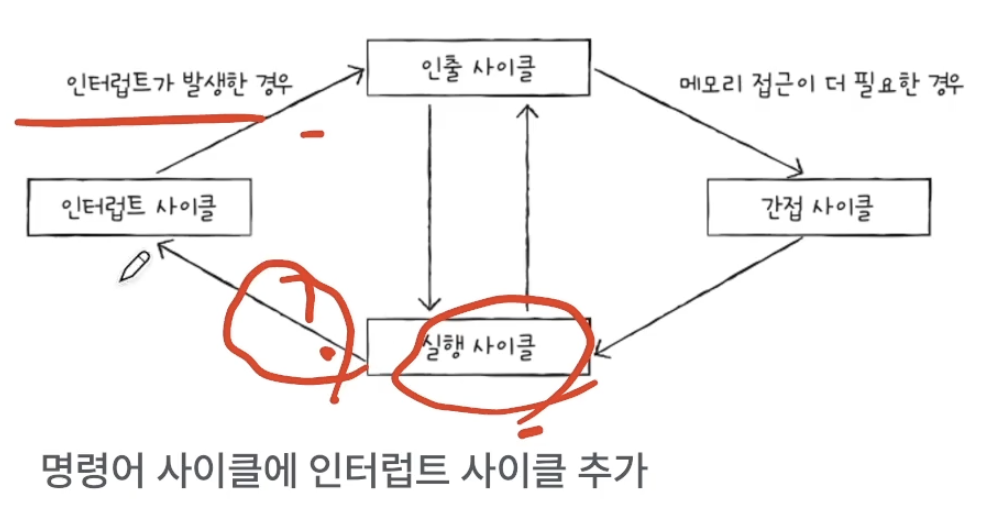 인출 사이클
인터럽트가 발생한 경우
메모리 접근이 더 필요한 경우
인터럽트 사이클
간접 사이클
실행 사이클
명령어 사이클에 인터럽트 사이클 추가